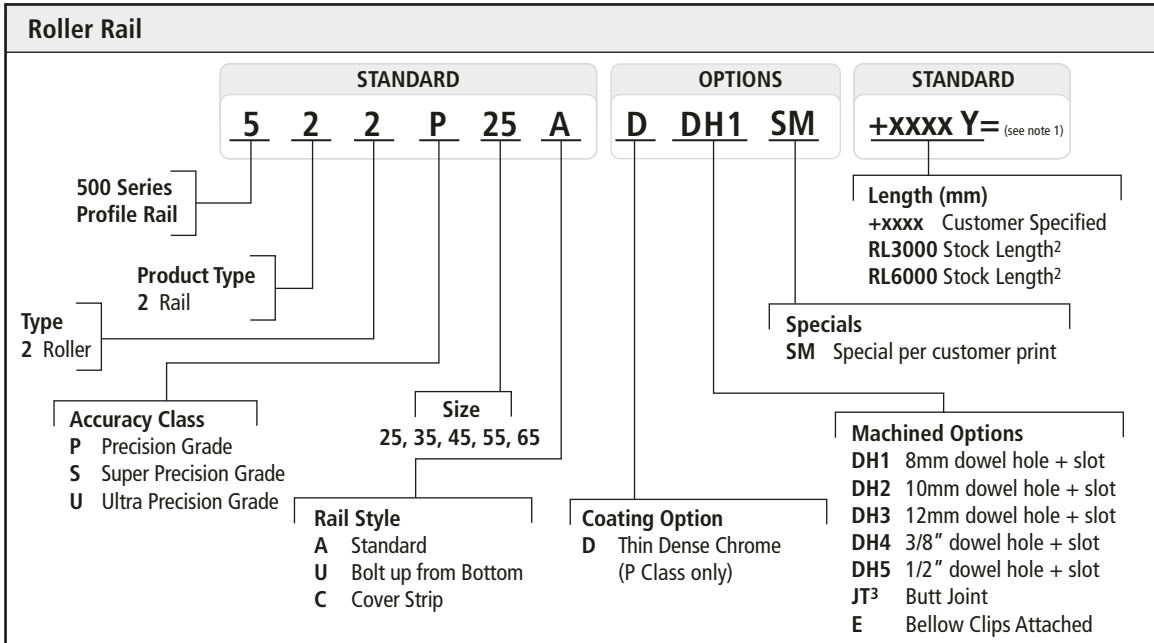 Roller Rail
STANDARD
OPTIONS
STANDARD
5 2 2 P 25 A D DH1 SM +xxxx Y= (see note 1)
500 Series
Profile Rail
Product Type
2 Rail
Type
2 Roller
Accuracy Class
P Precision Grade
S Super Precision Grade
U Ultra Precision Grade
Size
25, 35, 45, 55, 65
Rail Style
A Standard
U Bolt up from Bottom
C Cover Strip
Coating Option
D Thin Dense Chrome
(P Class only)
Length (mm)
+xxxx Customer Specified
RL3000 Stock Length²
RL6000 Stock Length²
Specials
SM Special per customer print
Machined Options
DH1 8mm dowel hole + slot
DH2 10mm dowel hole + slot
DH3 12mm dowel hole + slot
DH4 3/8” dowel hole + slot
DH5 1/2” dowel hole + slot
JT³ Butt Joint
E Bellow Clips Attached